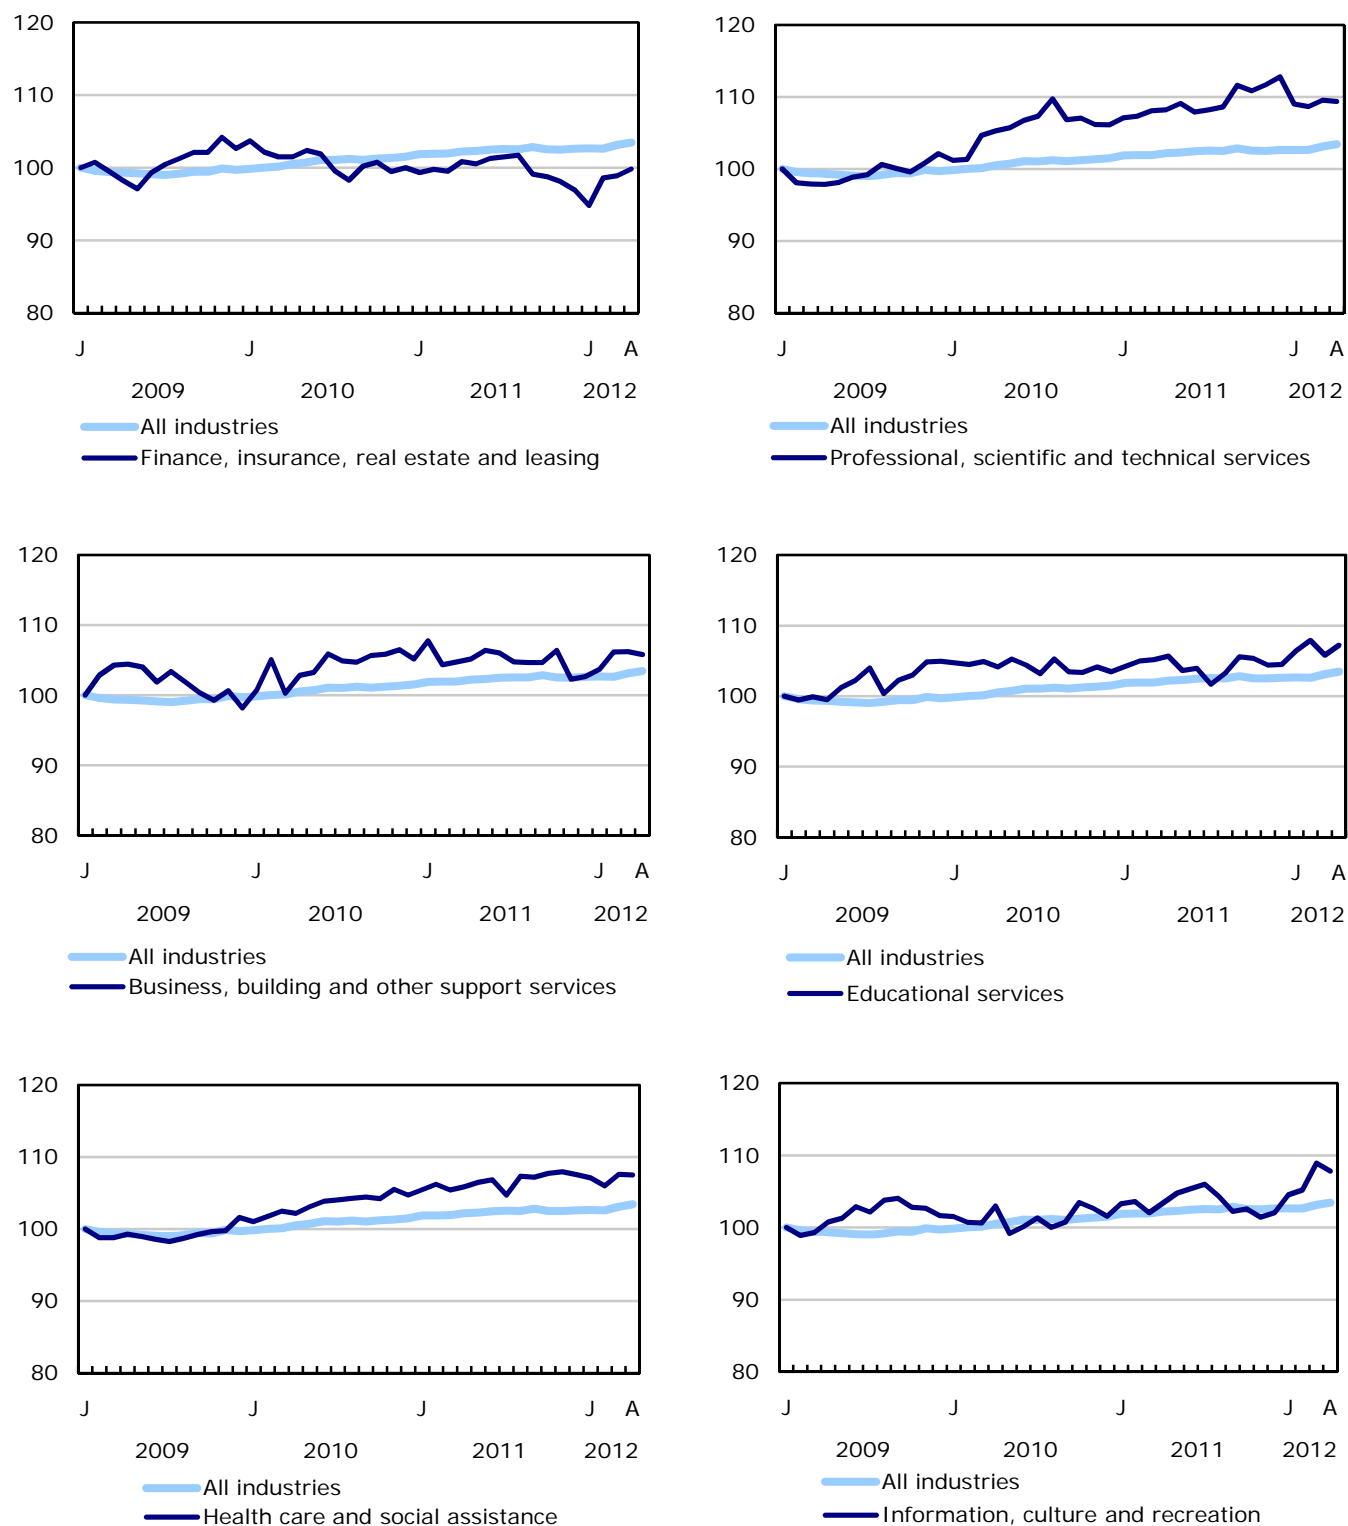 120
110
100
90
80
J J J J A
2009 2010 2011 2012
All industries
Finance, insurance, real estate and leasing
120
110
100
90
80
J J J J A
2009 2010 2011 2012
All industries
Professional, scientific and technical services
120
110
100
90
80
J J J J A
2009 2010 2011 2012
All industries
Business, building and other support services
120
110
100
90
80
J J J J A
2009 2010 2011 2012
All industries
Educational services
120
110
100
90
80
J J J J A
2009 2010 2011 2012
All industries
Health care and social assistance
120
110
100
90
80
J J J J A
2009 2010 2011 2012
All industries
Information, culture and recreation